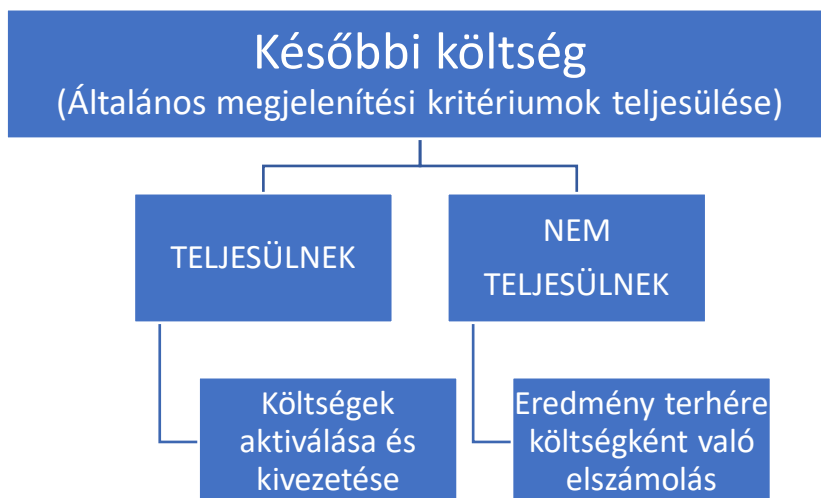 Későbbi költség
(Általános megjelenítési kritériumok teljesülése)
TELJESÜLNEK
NEM
TELJESÜLNEK
Költségek
aktiválása és
kivezetése
Eredmény terhére
költségként való
elszámolás